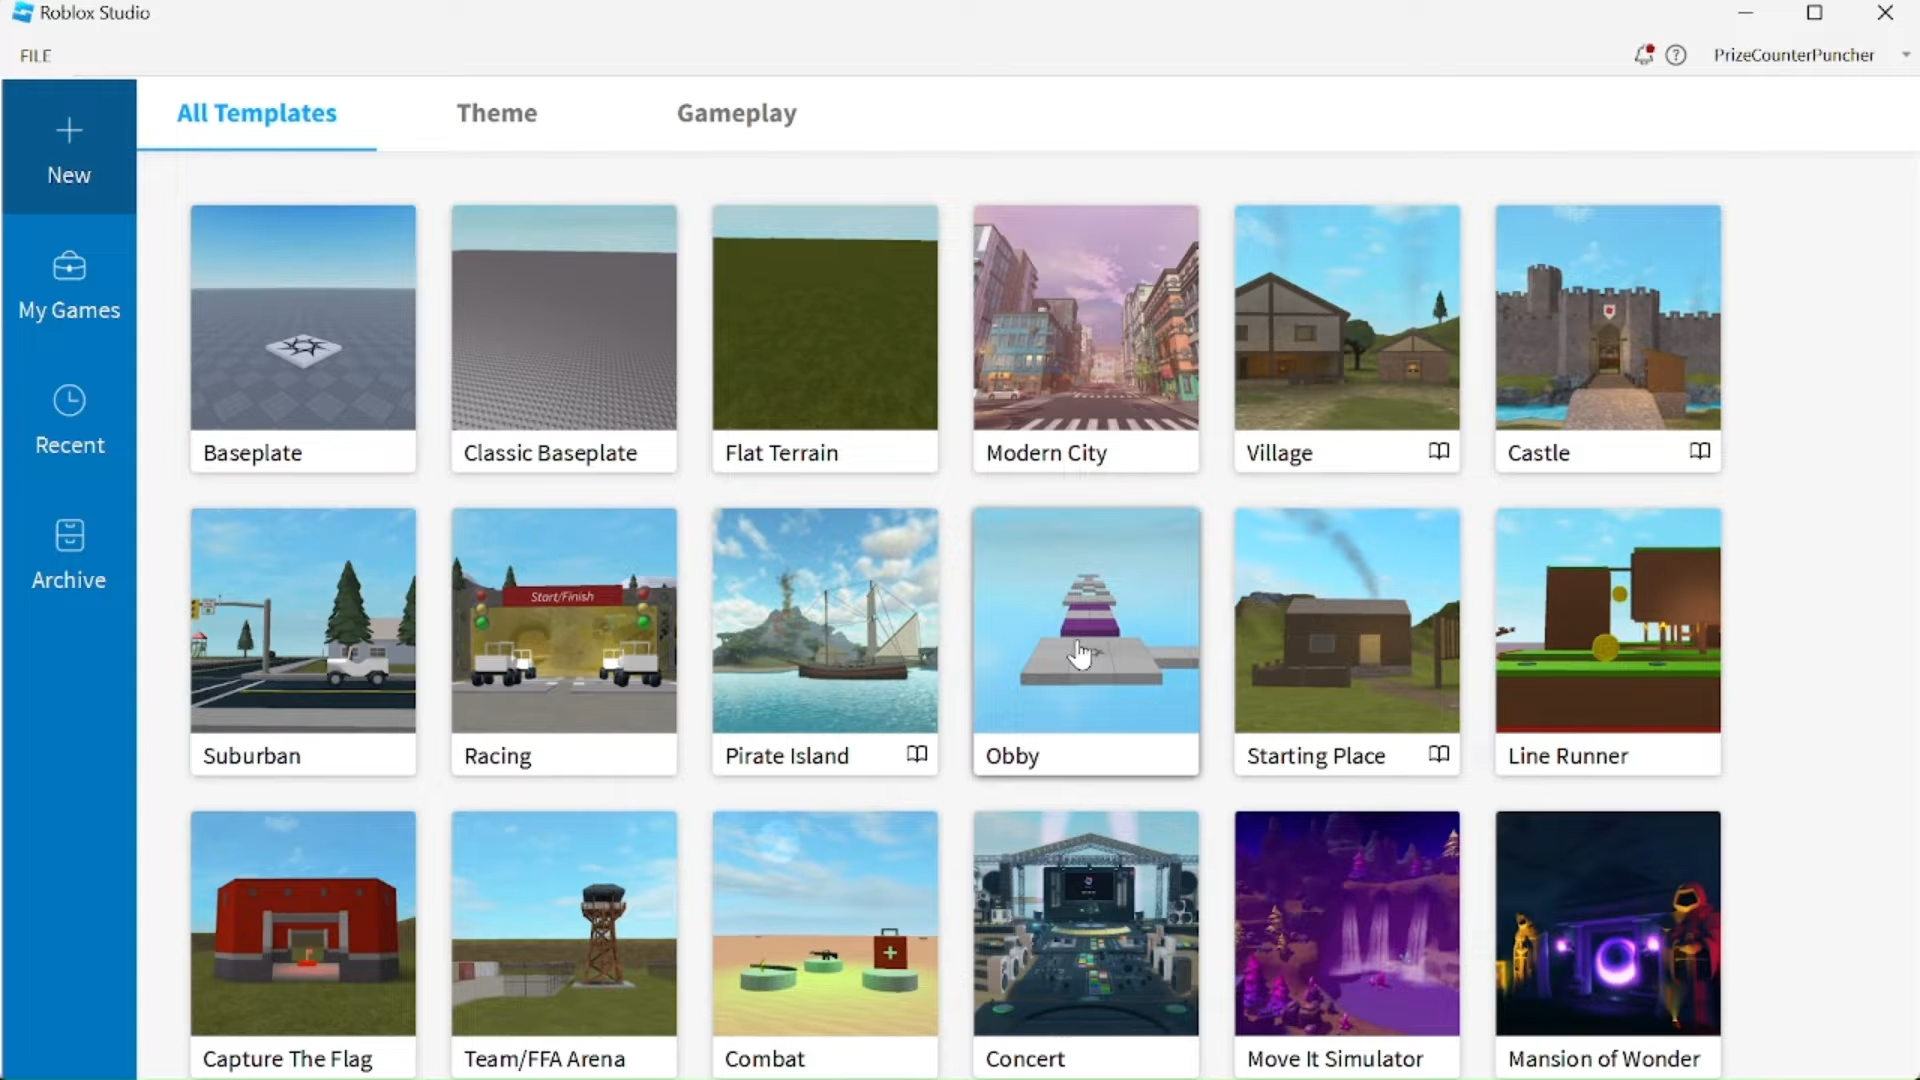 Roblox Studio
FILE
PrizeCounterPuncher
New
My Games
Recent
Archive
All Templates
Theme
Gameplay
Baseplate
Classic Baseplate
Flat Terrain
Modern City
Village
Castle
Start/Finish
Suburban
Racing
Pirate Island
Obby
Starting Place
Line Runner
Capture The Flag
Team/FFA Arena
Combat
Concert
Move It Simulator
Mansion of Wonder